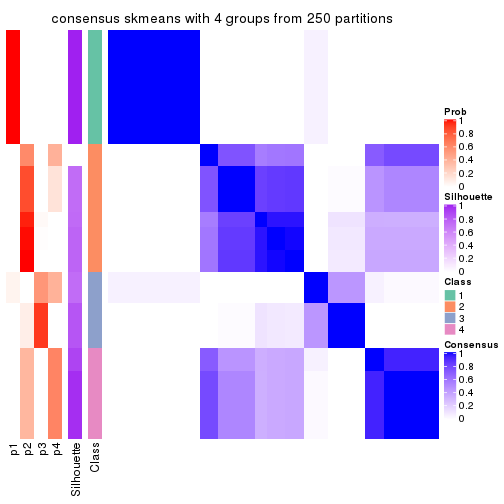 consensus skmeans with 4 groups from 250 partitions
Prob
1
0.8
0.6
0.4
0.2
0
Silhouette
1
0.8
0.6
0.4
0.2
0
Class
1
2
3
4
Consensus
1
0.8
0.6
0.4
0.2
0
p1
p2
p3
p4
Silhouette
Class